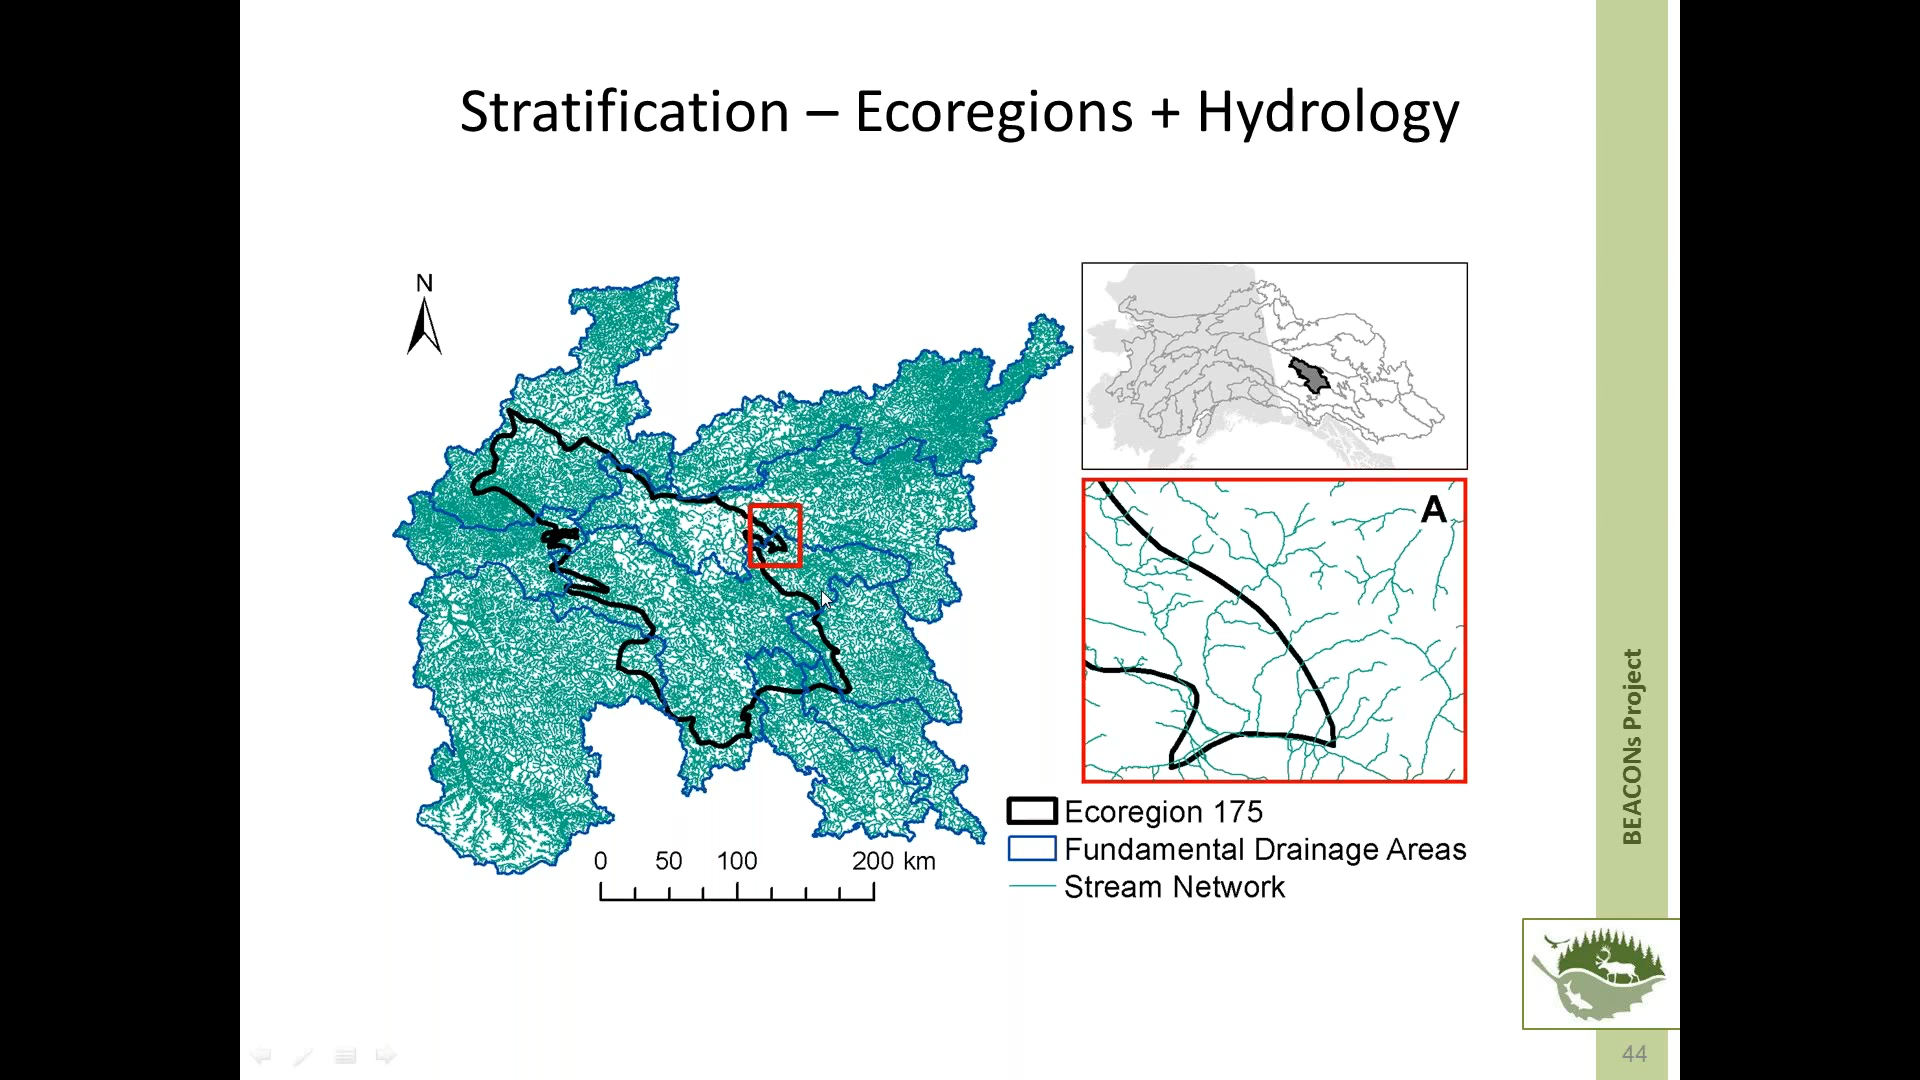 Stratification – Ecoregions + Hydrology
N
A
Ecoregion 175
Fundamental Drainage Areas
Stream Network
0 50 100 200 km
BEACONs Project
44